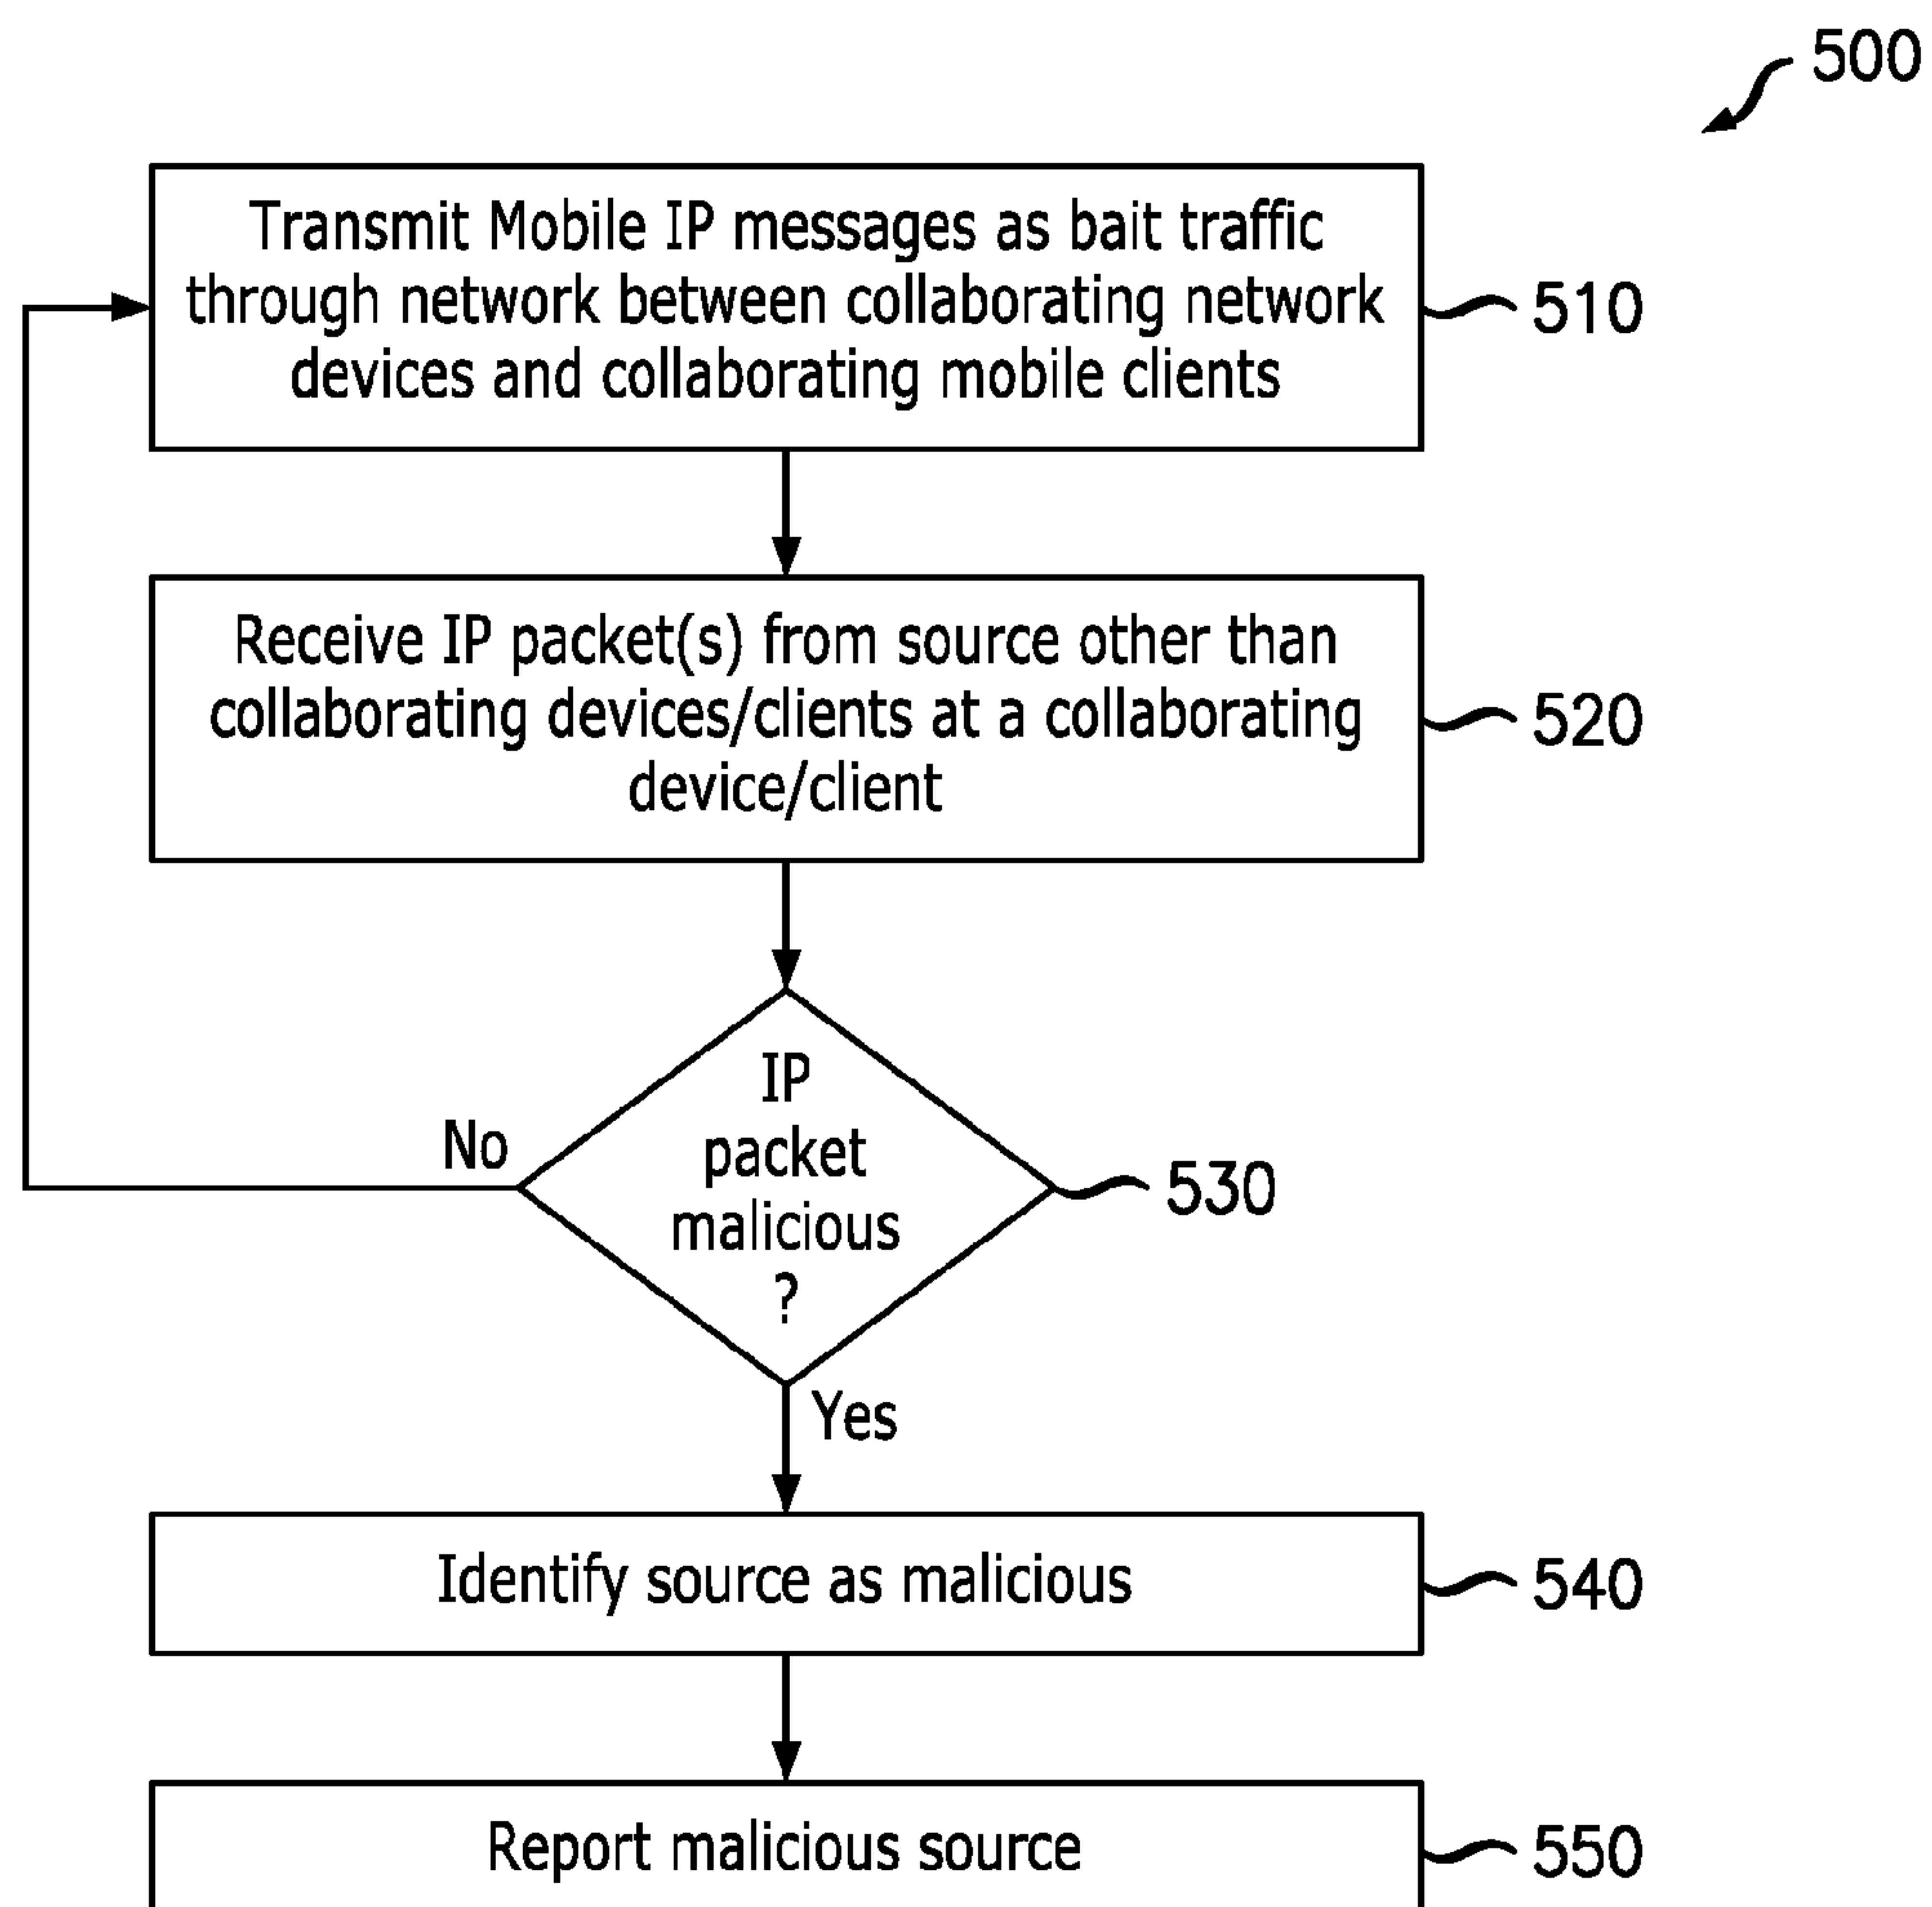 500
Transmit Mobile IP messages as bait traffic
through network between collaborating network
devices and collaborating mobile clients
510
Receive IP packet(s) from source other than
collaborating devices/clients at a collaborating
device/client
520
IP
packet
malicious
?
530
No
Yes
Identify source as malicious
540
Report malicious source
550